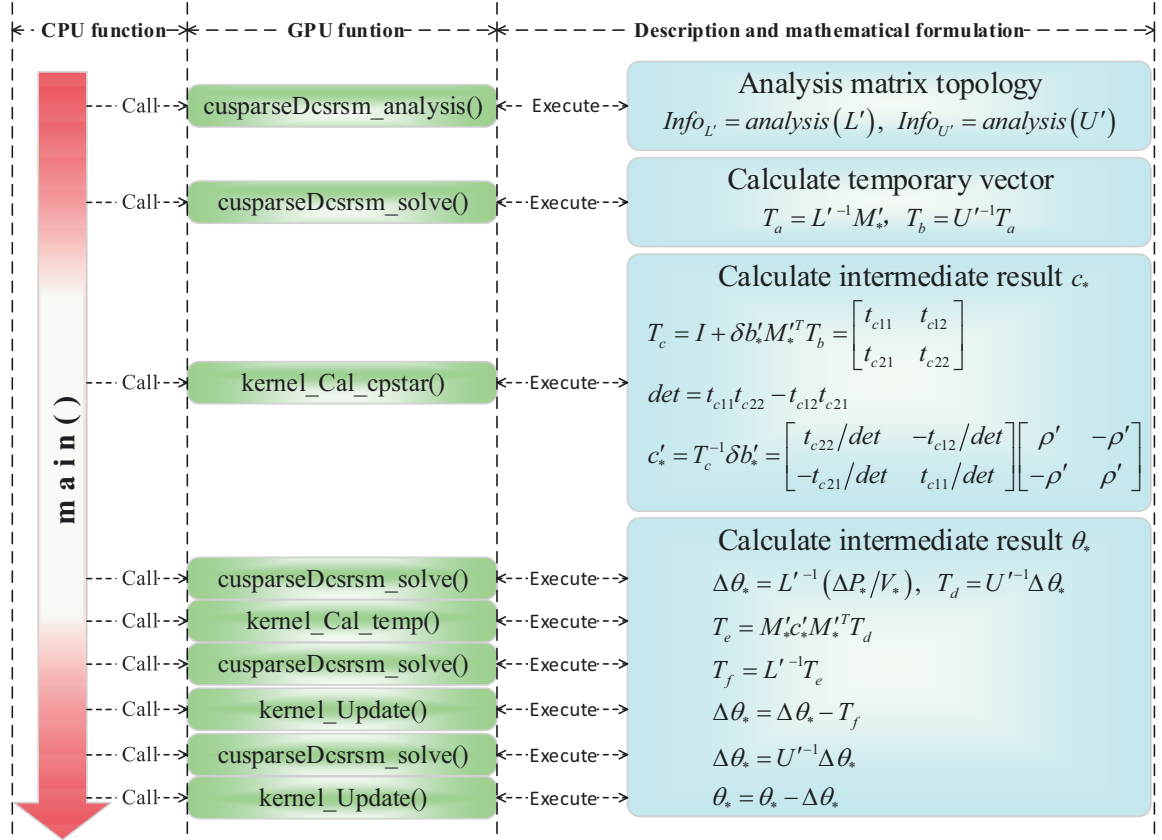 CPU function GPU funtion Description and mathematical formulation
main()
Call cusparseDcsrsm_analysis() Execute
Analysis matrix topology
Info_{L′} = analysis(L′), Info_{U′} = analysis(U′)
Call cusparseDcsrsm_solve() Execute
Calculate temporary vector
T_a = L′^{-1}M′_*, T_b = U′^{-1}T_a
Call kernel_Cal_cpstar() Execute
Calculate intermediate result c_*
T_c = I + δb′_*M′_*^T T_b = [t_{c11} t_{c12}; t_{c21} t_{c22}]
det = t_{c11}t_{c22} − t_{c12}t_{c21}
c′_* = T_c^{-1}δb′_* = [t_{c22}/det −t_{c12}/det; −t_{c21}/det t_{c11}/det][ρ′ −ρ′; −ρ′ ρ′]
Calculate intermediate result θ_*
Call cusparseDcsrsm_solve() Execute Δθ_* = L′^{-1}(ΔP_*/V_*), T_d = U′^{-1}Δθ_*
Call kernel_Cal_temp() Execute T_e = M′_*c′_*M′_*^T T_d
Call cusparseDcsrsm_solve() Execute T_f = L′^{-1}T_e
Call kernel_Update() Execute Δθ_* = Δθ_* − T_f
Call cusparseDcsrsm_solve() Execute Δθ_* = U′^{-1}Δθ_*
Call kernel_Update() Execute θ_* = θ_* − Δθ_*